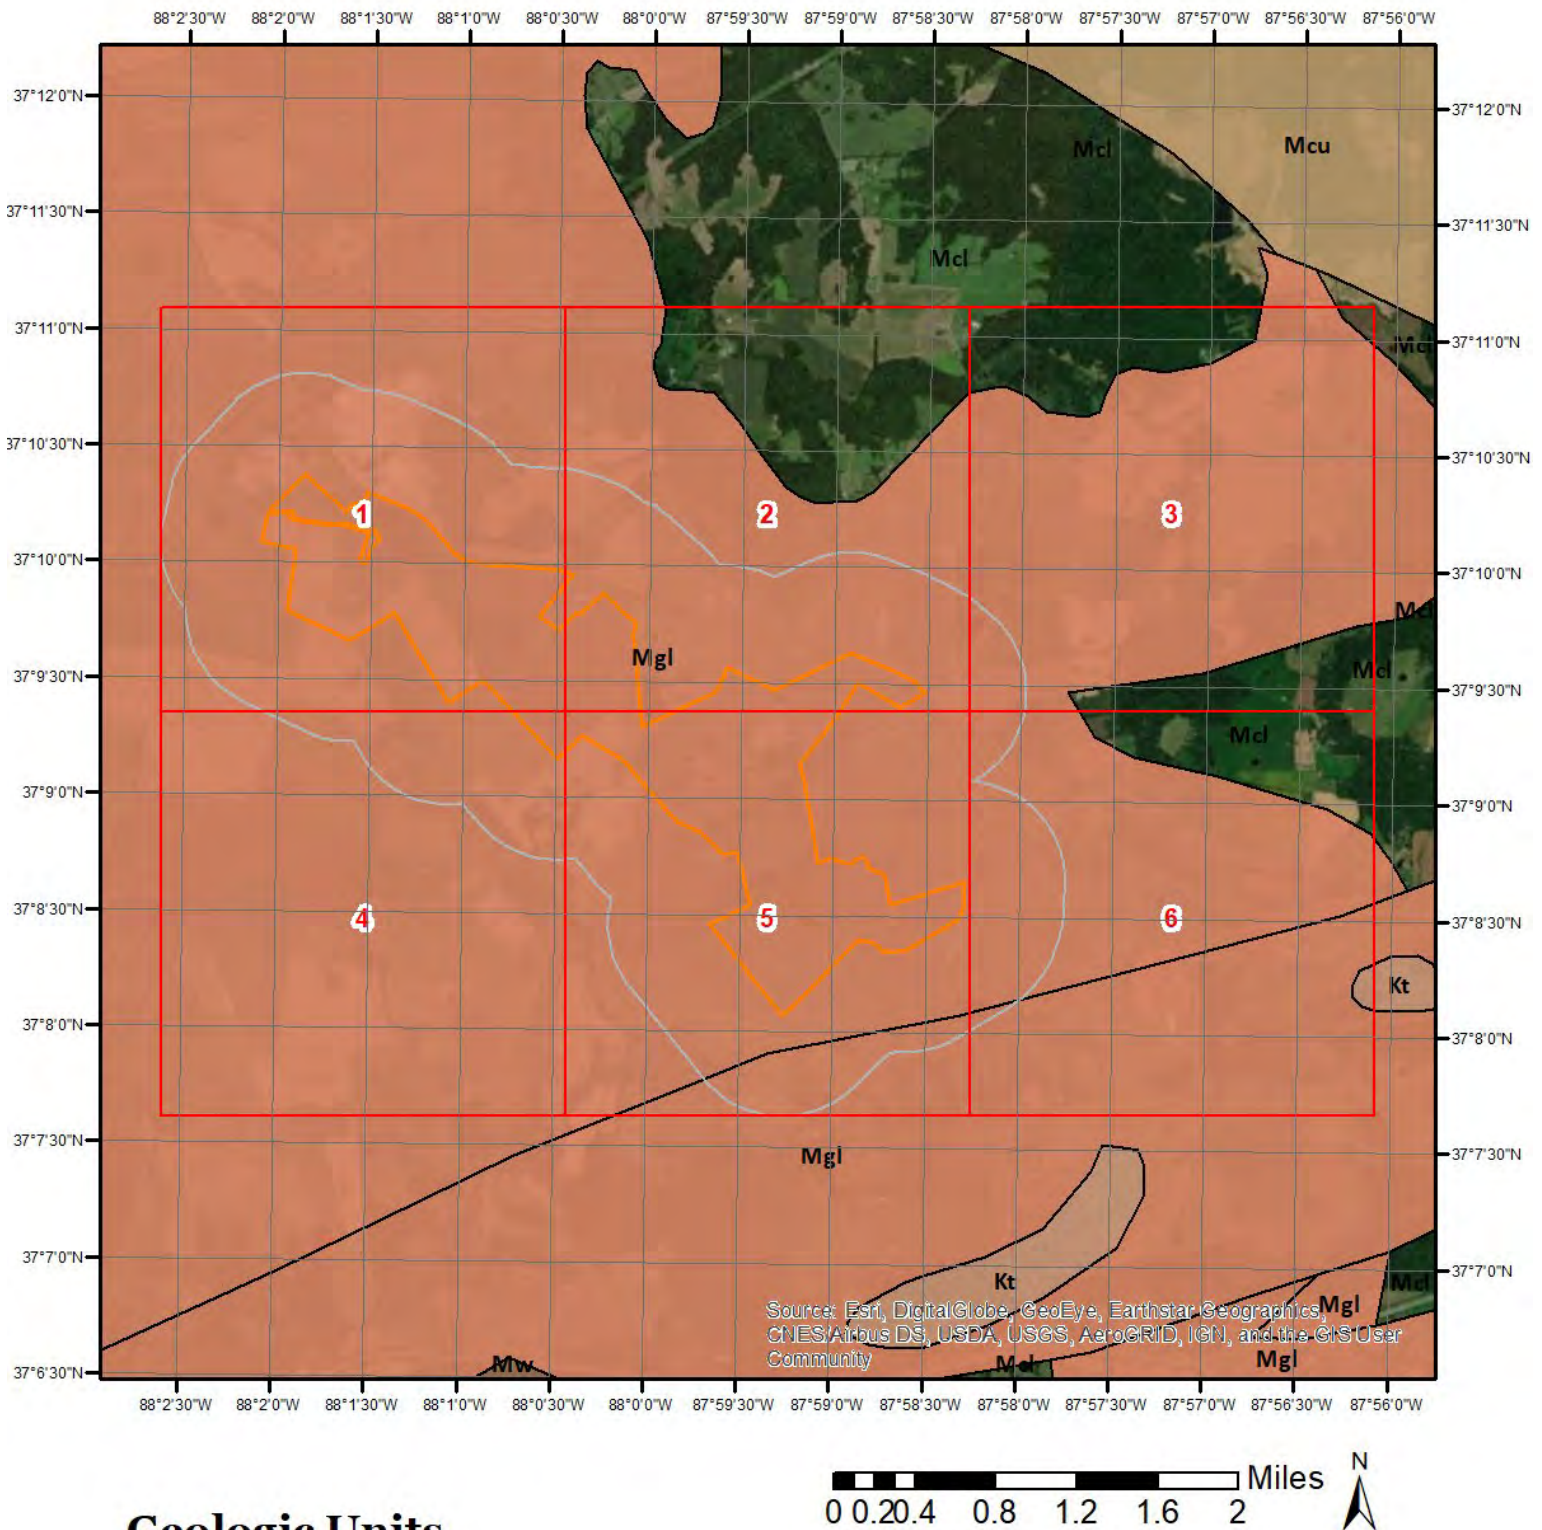 88°2'30"W 88°2'0"W 88°1'30"W 88°1'0"W 88°0'30"W 88°0'0"W 87°59'30"W 87°59'0"W 87°58'30"W 87°58'0"W 87°57'30"W 87°57'0"W 87°56'30"W 87°56'0"W
37°12'0"N 37°12'0"N
Mcl Mcu
37°11'30"N 37°11'30"N
Mcl
37°11'0"N 37°11'0"N
Mcl
37°10'30"N 37°10'30"N
1 2 3
37°10'0"N 37°10'0"N
Mcl
Mgl Mcl
37°9'30"N 37°9'30"N
Mcl
37°9'0"N 37°9'0"N
37°8'30"N 37°8'30"N
4 5 6
Kt
37°8'0"N 37°8'0"N
37°7'30"N 37°7'30"N
Mgl
37°7'0"N 37°7'0"N
Kt Mcl
Mgl
Source: Esri, DigitalGlobe, GeoEye, Earthstar Geographics,
CNES/Airbus DS, USDA, USGS, AeroGRID, IGN, and the GIS User
Community
Mw Mcl Mgl
37°6'30"N 37°6'30"N
88°2'30"W 88°2'0"W 88°1'30"W 88°1'0"W 88°0'30"W 88°0'0"W 87°59'30"W 87°59'0"W 87°58'30"W 87°58'0"W 87°57'30"W 87°57'0"W 87°56'30"W 87°56'0"W
N
Miles
0 0.20.4 0.8 1.2 1.6 2
Geologic Units